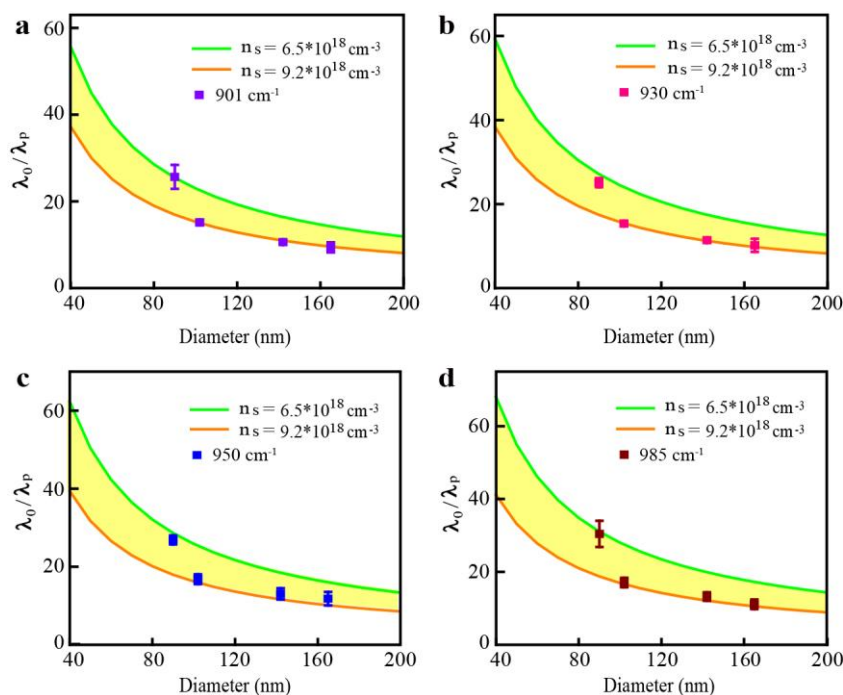 a
60
40
20
0
λ0/λp
ns = 6.5*10^18 cm-3
ns = 9.2*10^18 cm-3
901 cm-1
40 80 120 160 200
Diameter (nm)
b
60
40
20
0
λ0/λp
ns = 6.5*10^18 cm-3
ns = 9.2*10^18 cm-3
930 cm-1
40 80 120 160 200
Diameter (nm)
c
60
40
20
0
λ0/λp
ns = 6.5*10^18 cm-3
ns = 9.2*10^18 cm-3
950 cm-1
40 80 120 160 200
Diameter (nm)
d
60
40
20
0
λ0/λp
ns = 6.5*10^18 cm-3
ns = 9.2*10^18 cm-3
985 cm-1
40 80 120 160 200
Diameter (nm)